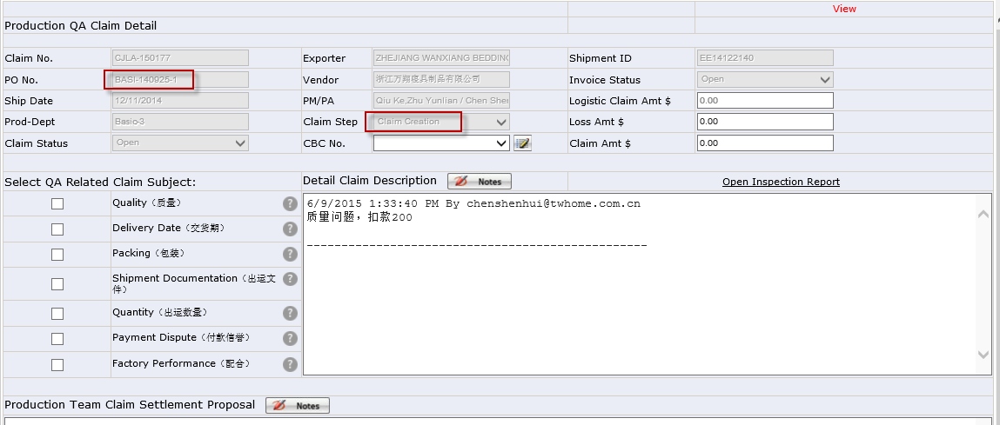 View
Production QA Claim Detail
Claim No. CJLA-150177 Exporter ZHEJIANG WANXIANG BEDDING Shipment ID EE14122140
PO No. BASI-140925-1 Vendor 浙江万翔寝具制品有限公司 Invoice Status Open
Ship Date 12/11/2014 PM/PA Qiu Ke,Zhu Yunlian / Chen Shen Logistic Claim Amt $ 0.00
Prod-Dept Basic-3 Claim Step Claim Creation Loss Amt $ 0.00
Claim Status Open CBC No. Claim Amt $ 0.00
Select QA Related Claim Subject: Detail Claim Description Notes Open Inspection Report
Quality（质量） ?
Delivery Date（交货期） ?
Packing（包装） ?
Shipment Documentation（出运文
件） ?
Quantity（出运数量） ?
Payment Dispute（付款信誉） ?
Factory Performance（配合） ?
6/9/2015 1:33:40 PM By chenshenhui@twhome.com.cn
质量问题，扣款200
-------------------------------------------------
Production Team Claim Settlement Proposal Notes